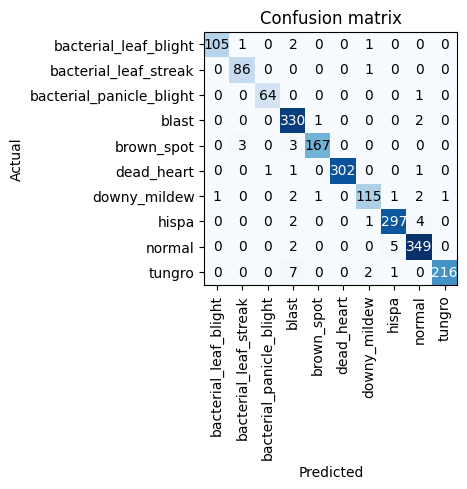 Confusion matrix
bacterial_leaf_blight 105 1 0 2 0 0 1 0 0 0
bacterial_leaf_streak 0 86 0 0 0 0 1 0 0 0
bacterial_panicle_blight 0 0 64 0 0 0 0 0 1 0
blast 0 0 0 330 1 0 0 0 2 0
brown_spot 0 3 0 3 167 0 0 0 0 0
dead_heart 0 0 1 1 0 302 0 0 1 0
downy_mildew 1 0 0 2 1 0 115 1 2 1
hispa 0 0 0 2 0 0 1 297 4 0
normal 0 0 0 2 0 0 0 5 349 0
tungro 0 0 0 7 0 0 2 1 0 216
Actual
bacterial_leaf_blight
bacterial_leaf_streak
bacterial_panicle_blight
blast
brown_spot
dead_heart
downy_mildew
hispa
normal
tungro
Predicted